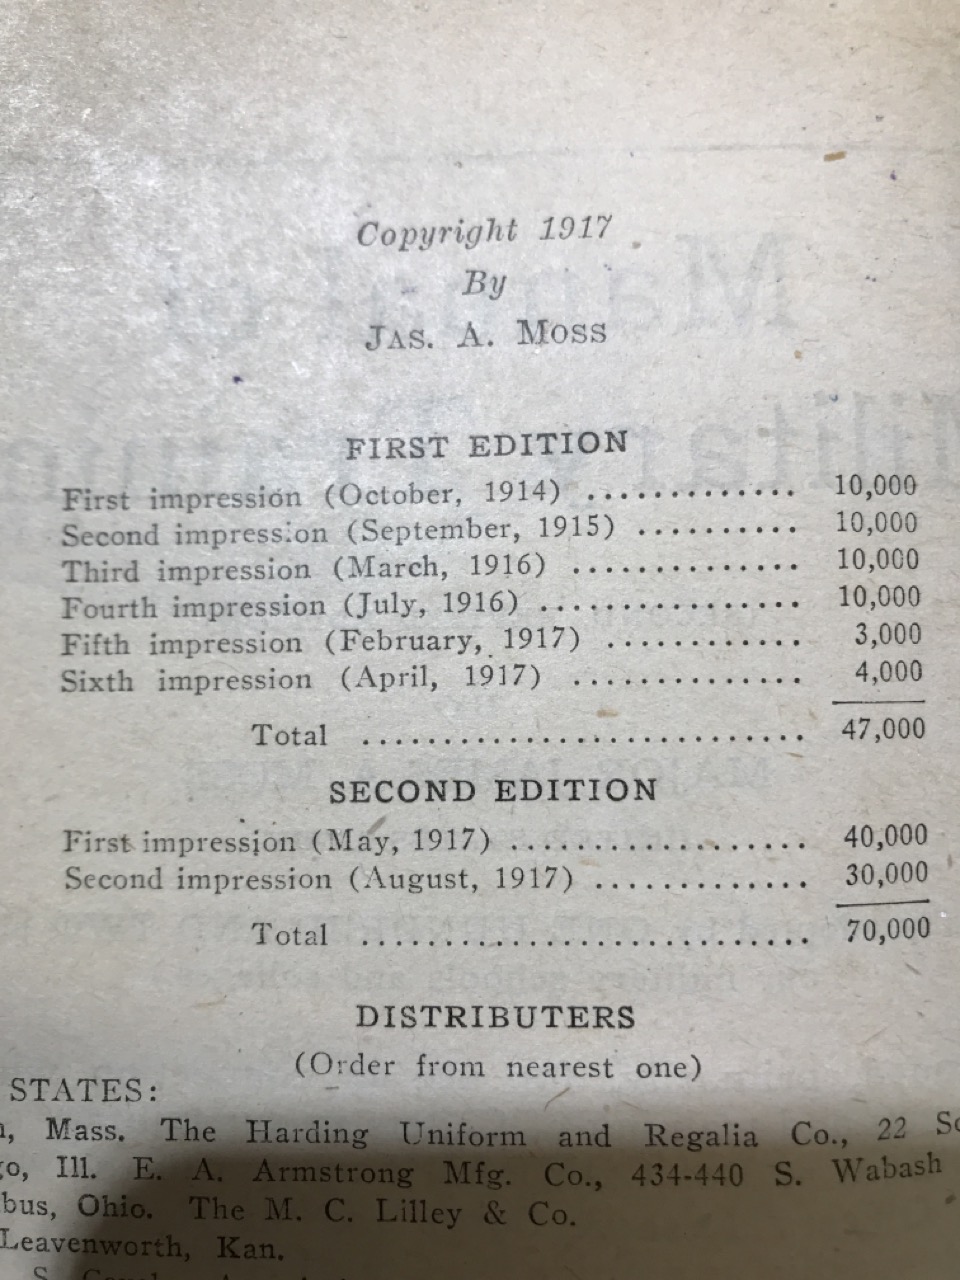 Copyright 1917
By
JAS. A. MOSS
FIRST EDITION
First impression (October, 1914) ............. 10,000
Second impression (September, 1915) .......... 10,000
Third impression (March, 1916) .............. 10,000
Fourth impression (July, 1916) ................ 10,000
Fifth impression (February, 1917) ............ 3,000
Sixth impression (April, 1917) .............. 4,000
Total ............................ 47,000
SECOND EDITION
First impression (May, 1917) .................. 40,000
Second impression (August, 1917) ............. 30,000
Total ............................ 70,000
DISTRIBUTERS
(Order from nearest one)
STATES:
Mass. The Harding Uniform and Regalia Co., 22
Ill. E. A. Armstrong Mfg. Co., 434-440 S. Wabash
bus, Ohio. The M. C. Lilley & Co.
Leavenworth, Kan.